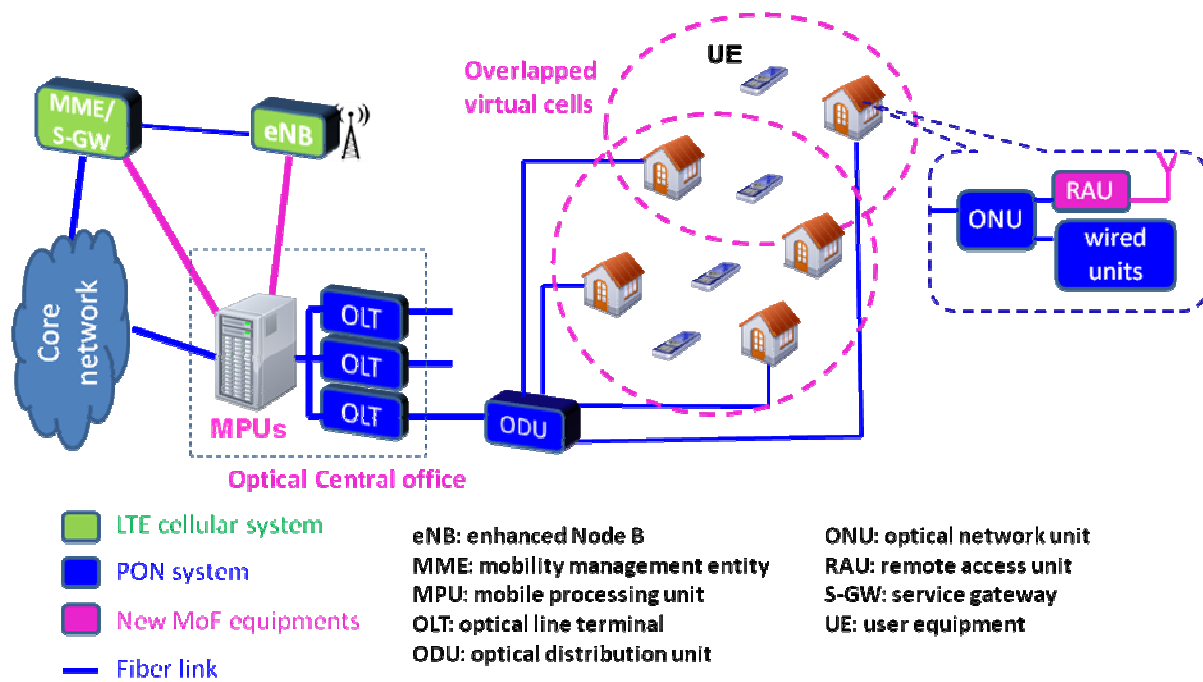 UE
Overlapped
virtual cells
MME/
S-GW
eNB
RAU
ONU
wired
units
Core
network
OLT
OLT
OLT
MPUs
ODU
Optical Central office
LTE cellular system
PON system
New MoF equipments
Fiber link
eNB: enhanced Node B
MME: mobility management entity
MPU: mobile processing unit
OLT: optical line terminal
ODU: optical distribution unit
ONU: optical network unit
RAU: remote access unit
S-GW: service gateway
UE: user equipment